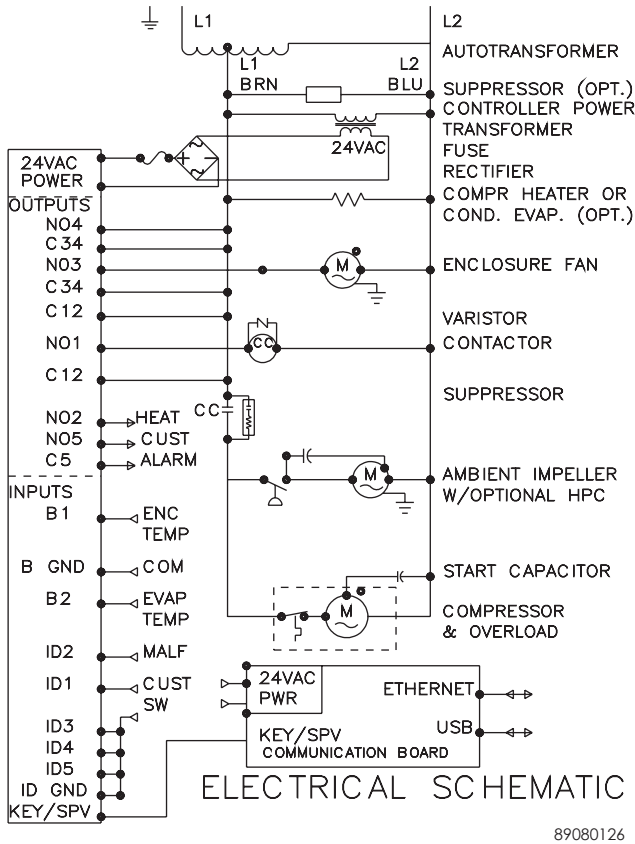 L1
L2
AUTOTRANSFORMER
L1
L2
BRN
BLU
SUPPRESSOR (OPT.)
CONTROLLER POWER
TRANSFORMER
24VAC
FUSE
RECTIFIER
24VAC
POWER
COMPR HEATER OR
COND. EVAP. (OPT.)
OUTPUTS
NO4
C34
NO3
M
ENCLOSURE FAN
C34
C12
VARISTOR
NO1
CC
CONTACTOR
C12
SUPPRESSOR
CC
NO2
HEAT
NO5
CUST
C5
ALARM
M
AMBIENT IMPELLER
W/OPTIONAL HPC
INPUTS
B1
ENC
TEMP
B GND
COM
START CAPACITOR
B2
EVAP
TEMP
M
COMPRESSOR
& OVERLOAD
ID2
MALF
ID1
CUST
SW
24VAC
PWR
ETHERNET
USB
ID3
ID4
ID5
ID GND
KEY/SPV
KEY/SPV
COMMUNICATION BOARD
ELECTRICAL SCHEMATIC
89080126